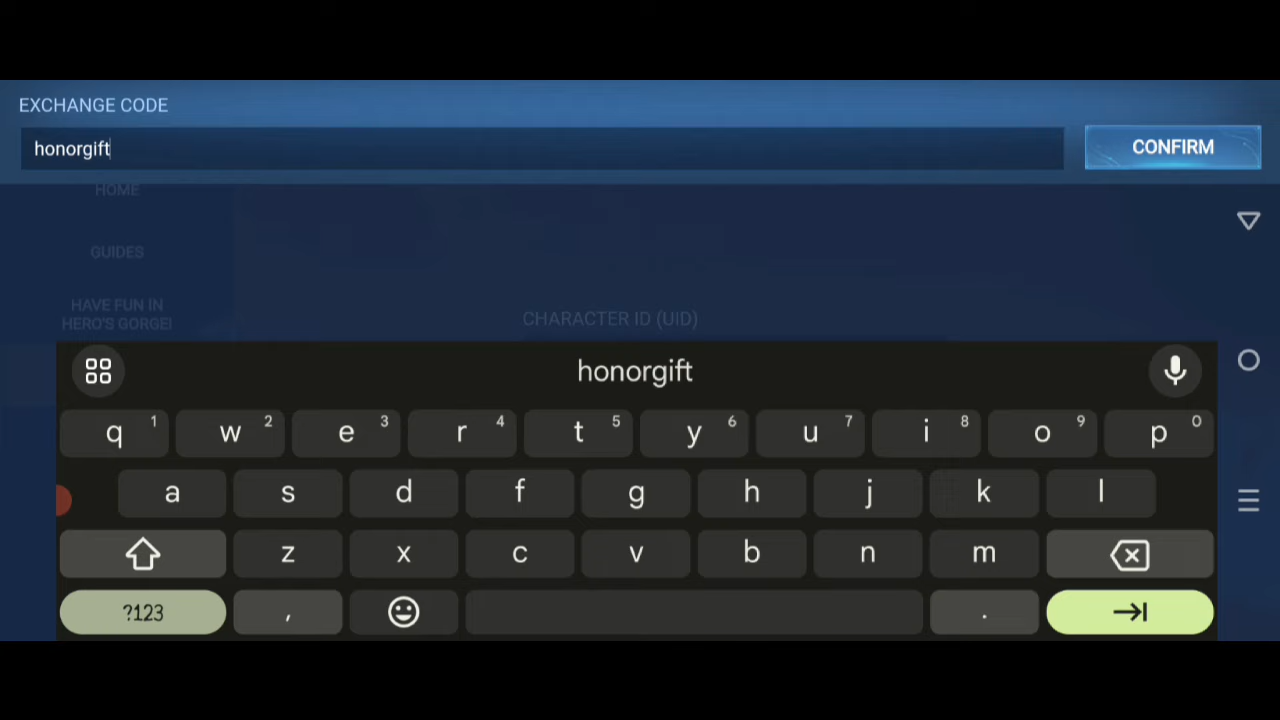 EXCHANGE CODE
honorgift
CONFIRM
HOME
GUIDES
HAVE FUN IN
HERO'S GORGE!
CHARACTER ID (UID)
honorgift
q 1 w 2 e 3 r 4 t 5 y 6 u 7 i 8 o 9 p 0
a s d f g h j k l
z x c v b n m
?123 , .